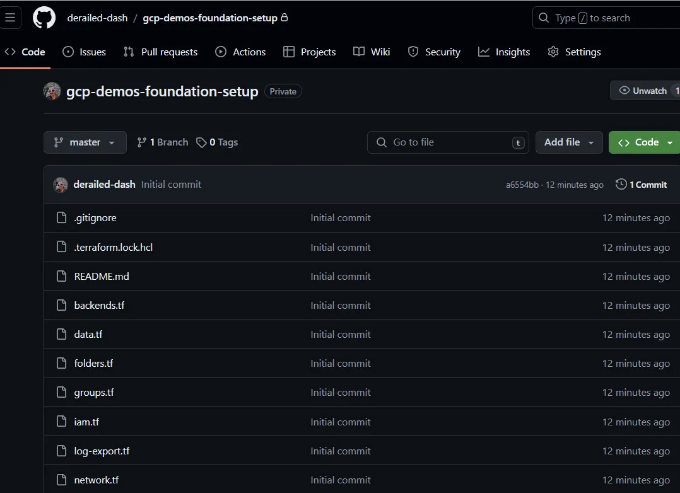 derailed-dash / gcp-demos-foundation-setup
Type / to search
Code Issues Pull requests Actions Projects Wiki Security Insights Settings
gcp-demos-foundation-setup Private
Unwatch 1
master 1 Branch 0 Tags
Go to file t
Add file
Code
derailed-dash Initial commit a6554bb · 12 minutes ago 1 Commit
.gitignore Initial commit 12 minutes ago
.terraform.lock.hcl Initial commit 12 minutes ago
README.md Initial commit 12 minutes ago
backends.tf Initial commit 12 minutes ago
data.tf Initial commit 12 minutes ago
folders.tf Initial commit 12 minutes ago
groups.tf Initial commit 12 minutes ago
iam.tf Initial commit 12 minutes ago
log-export.tf Initial commit 12 minutes ago
network.tf Initial commit 12 minutes ago